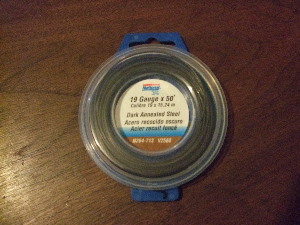 19 Gauge x 50'
Calibre 19 x 15,24 m
Dark Annealed Steel
Acero recocido oscuro
Acier recuit foncé